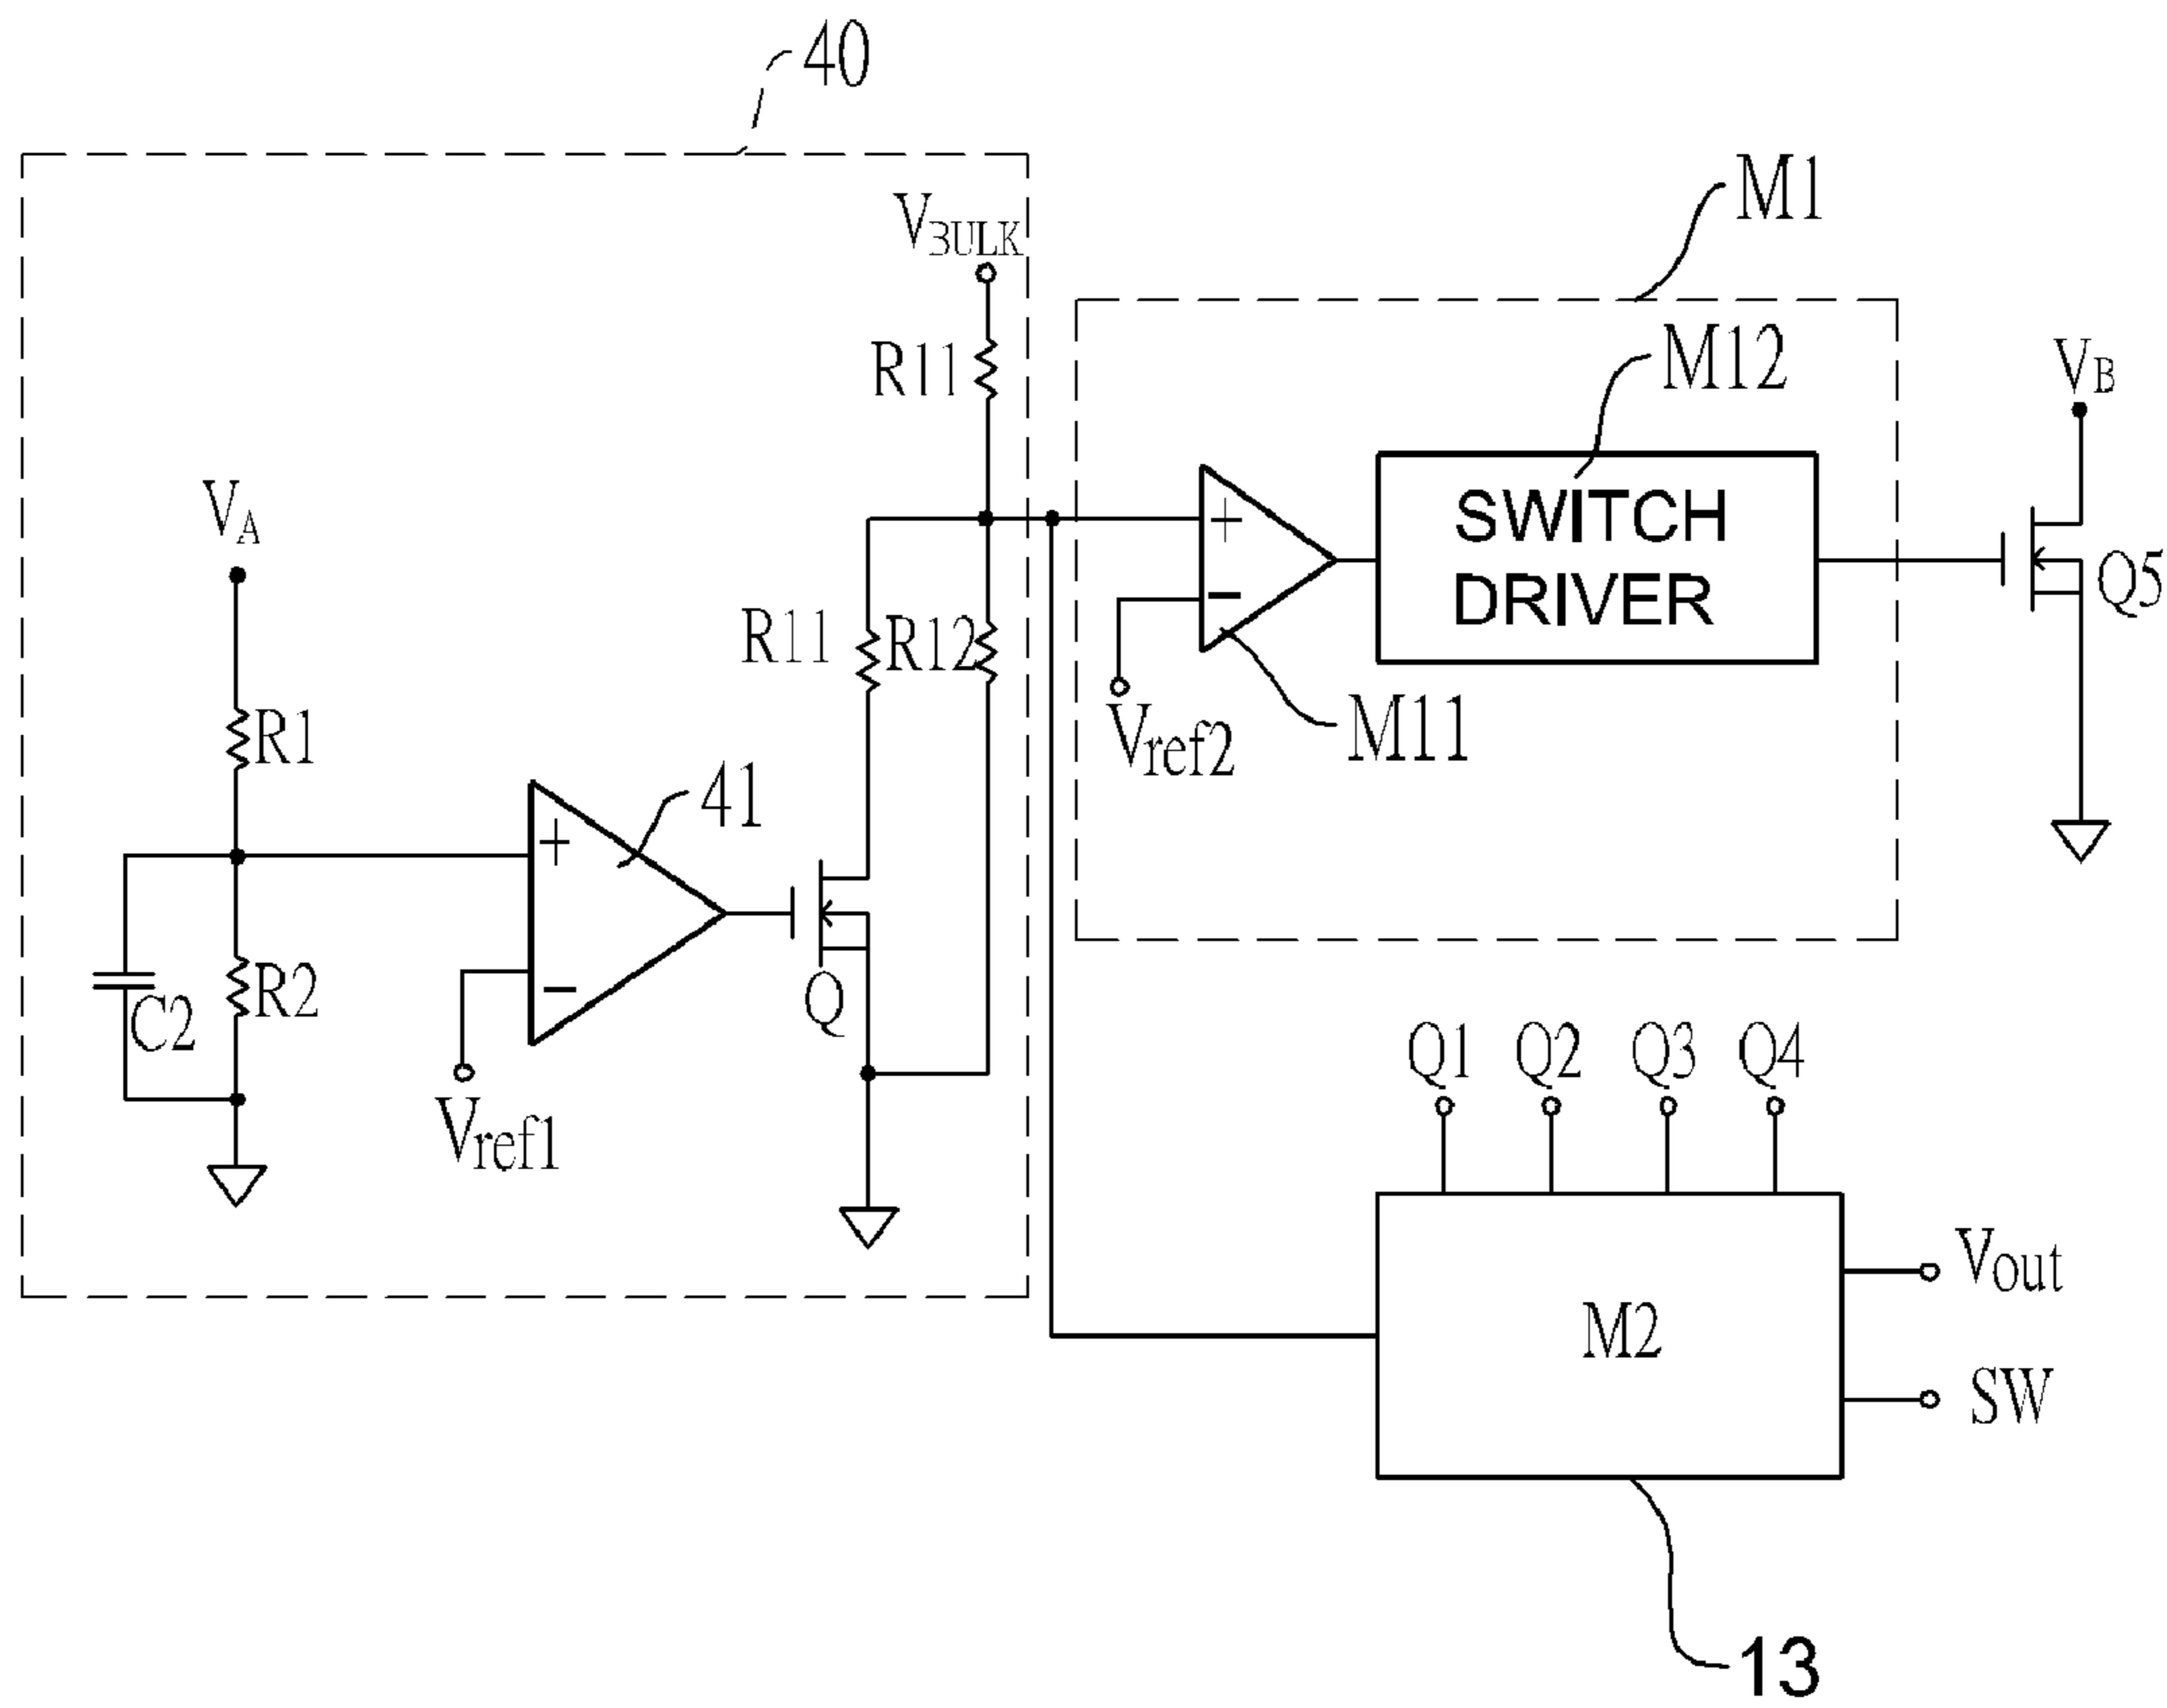 40
M1
VBULK
M12
R11
VB
SWITCH
DRIVER
VA
Q5
R11
R12
Vref2
M11
R1
41
+
−
+
−
C2
R2
Q
Vref1
Q1
Q2
Q3
Q4
Vout
M2
SW
13